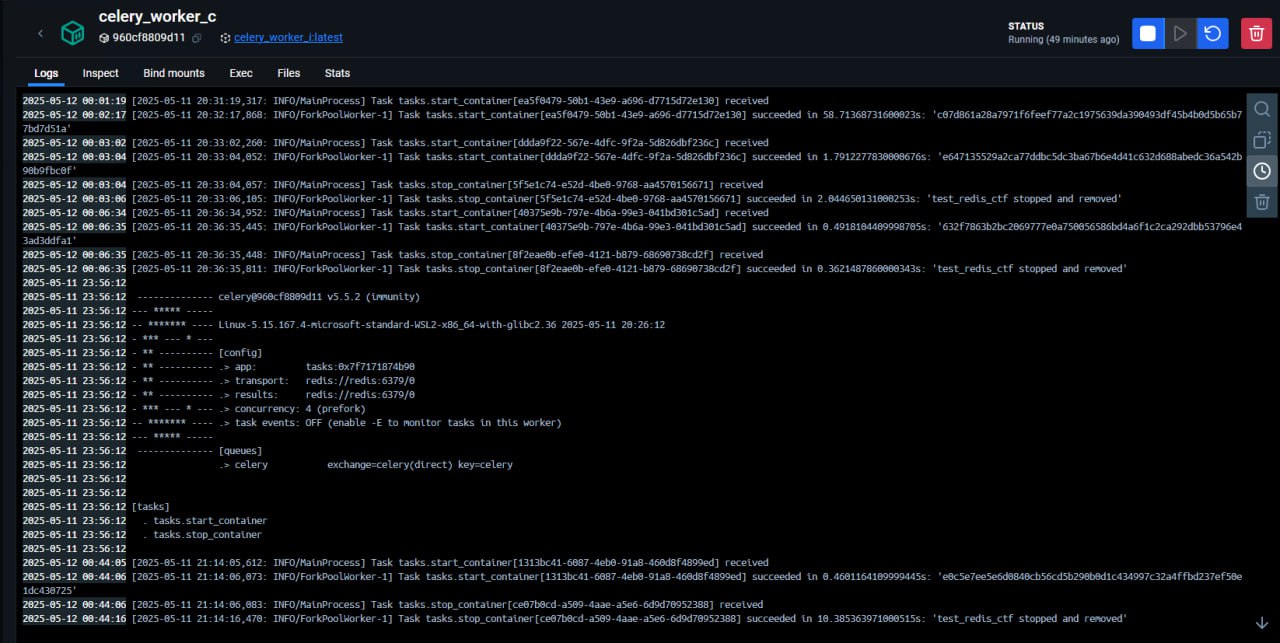 celery_worker_c
960cf8809d11 celery_worker_i:latest
STATUS
Running (49 minutes ago)
Logs Inspect Bind mounts Exec Files Stats
2025-05-12 00:01:19 [2025-05-11 20:31:19,317: INFO/MainProcess] Task tasks.start_container[ea5f0479-50b1-43e9-a696-d7715d72e130] received
2025-05-12 00:02:17 [2025-05-11 20:32:17,868: INFO/ForkPoolWorker-1] Task tasks.start_container[ea5f0479-50b1-43e9-a696-d7715d72e130] succeeded in 58.71368731600023s: 'c07d861a28a7971f6feef77a2c1975639da390493df45b4b0d5b65b7
7bd7d51a'
2025-05-12 00:03:02 [2025-05-11 20:33:02,260: INFO/MainProcess] Task tasks.start_container[ddda9f22-567e-4dfc-9f2a-5d826dbf236c] received
2025-05-12 00:03:04 [2025-05-11 20:33:04,052: INFO/ForkPoolWorker-1] Task tasks.start_container[ddda9f22-567e-4dfc-9f2a-5d826dbf236c] succeeded in 1.7912277830000676s: 'e647135529a2ca77ddbc5dc3ba67b6e4d41c632d688abedc36a542b
90b9fbc0f'
2025-05-12 00:03:04 [2025-05-11 20:33:04,057: INFO/MainProcess] Task tasks.stop_container[5f5e1c74-e52d-4be0-9768-aa4570156671] received
2025-05-12 00:03:06 [2025-05-11 20:33:06,105: INFO/ForkPoolWorker-1] Task tasks.stop_container[5f5e1c74-e52d-4be0-9768-aa4570156671] succeeded in 2.044650131000253s: 'test_redis_ctf stopped and removed'
2025-05-12 00:06:34 [2025-05-11 20:36:34,952: INFO/MainProcess] Task tasks.start_container[40375e9b-797e-4b6a-99e3-041bd301c5ad] received
2025-05-12 00:06:35 [2025-05-11 20:36:35,445: INFO/ForkPoolWorker-1] Task tasks.start_container[40375e9b-797e-4b6a-99e3-041bd301c5ad] succeeded in 0.4918104409998705s: '632f7863b2bc2069777e0a750056586bd4a6f1c2ca292dbb53796e4
3ad3ddfa1'
2025-05-12 00:06:35 [2025-05-11 20:36:35,448: INFO/MainProcess] Task tasks.stop_container[8f2eae0b-efe0-4121-b879-68690738cd2f] received
2025-05-12 00:06:35 [2025-05-11 20:36:35,811: INFO/ForkPoolWorker-1] Task tasks.stop_container[8f2eae0b-efe0-4121-b879-68690738cd2f] succeeded in 0.3621487860000343s: 'test_redis_ctf stopped and removed'
2025-05-11 23:56:12
2025-05-11 23:56:12 -------------- celery@960cf8809d11 v5.5.2 (immunity)
2025-05-11 23:56:12 --- ***** -----
2025-05-11 23:56:12 -- ******* ---- Linux-5.15.167.4-microsoft-standard-WSL2-x86_64-with-glibc2.36 2025-05-11 20:26:12
2025-05-11 23:56:12 - *** --- * ---
2025-05-11 23:56:12 - ** ---------- [config]
2025-05-11 23:56:12 - ** ---------- .> app: tasks:0x7f7171874b90
2025-05-11 23:56:12 - ** ---------- .> transport: redis://redis:6379/0
2025-05-11 23:56:12 - ** ---------- .> results: redis://redis:6379/0
2025-05-11 23:56:12 - *** --- * --- .> concurrency: 4 (prefork)
2025-05-11 23:56:12 -- ******* ---- .> task events: OFF (enable -E to monitor tasks in this worker)
2025-05-11 23:56:12 --- ***** -----
2025-05-11 23:56:12 -------------- [queues]
2025-05-11 23:56:12 .> celery exchange=celery(direct) key=celery
2025-05-11 23:56:12
2025-05-11 23:56:12
2025-05-11 23:56:12 [tasks]
2025-05-11 23:56:12 . tasks.start_container
2025-05-11 23:56:12 . tasks.stop_container
2025-05-11 23:56:12
2025-05-12 00:44:05 [2025-05-11 21:14:05,612: INFO/MainProcess] Task tasks.start_container[1313bc41-6087-4eb0-91a8-460d8f4899ed] received
2025-05-12 00:44:06 [2025-05-11 21:14:06,073: INFO/ForkPoolWorker-1] Task tasks.start_container[1313bc41-6087-4eb0-91a8-460d8f4899ed] succeeded in 0.4601164109999445s: 'e0c5e7ee5e6d0840cb56cd5b290b0d1c434997c32a4ffbd237ef50e
1dc430725'
2025-05-12 00:44:06 [2025-05-11 21:14:06,083: INFO/MainProcess] Task tasks.stop_container[ce07b0cd-a509-4aae-a5e6-6d9d70952388] received
2025-05-12 00:44:16 [2025-05-11 21:14:16,470: INFO/ForkPoolWorker-1] Task tasks.stop_container[ce07b0cd-a509-4aae-a5e6-6d9d70952388] succeeded in 10.385363971000515s: 'test_redis_ctf stopped and removed'